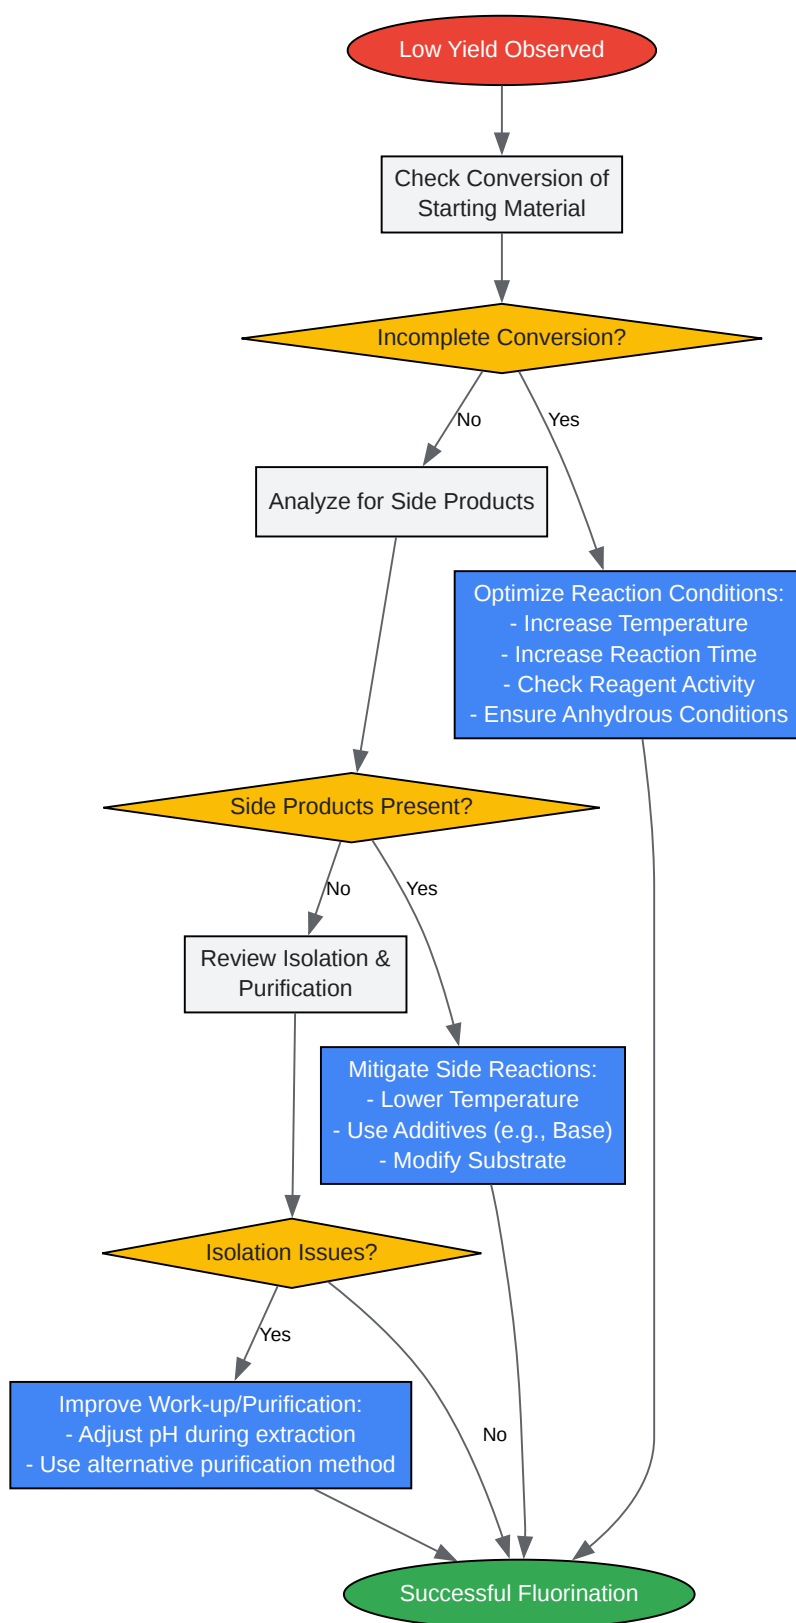 Low Yield Observed
Check Conversion of
Starting Material
Incomplete Conversion?
No
Yes
Analyze for Side Products
Optimize Reaction Conditions:
- Increase Temperature
- Increase Reaction Time
- Check Reagent Activity
- Ensure Anhydrous Conditions
Side Products Present?
No
Yes
Review Isolation &
Purification
Mitigate Side Reactions:
- Lower Temperature
- Use Additives (e.g., Base)
- Modify Substrate
Isolation Issues?
Yes
Improve Work-up/Purification:
- Adjust pH during extraction
- Use alternative purification method
No
Successful Fluorination